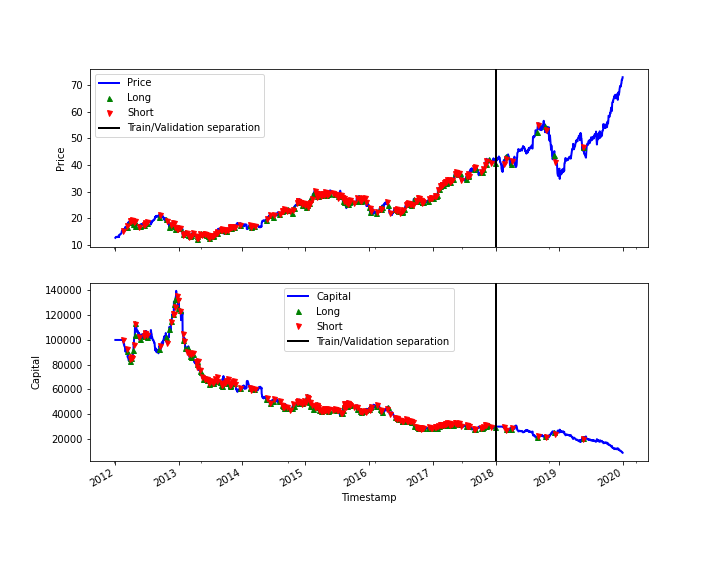 Price
Long
Short
Train/Validation separation
70
60
50
40
30
20
10
Price
Capital
Long
Short
Train/Validation separation
140000
120000
100000
80000
60000
40000
20000
Capital
2012 2013 2014 2015 2016 2017 2018 2019 2020
Timestamp